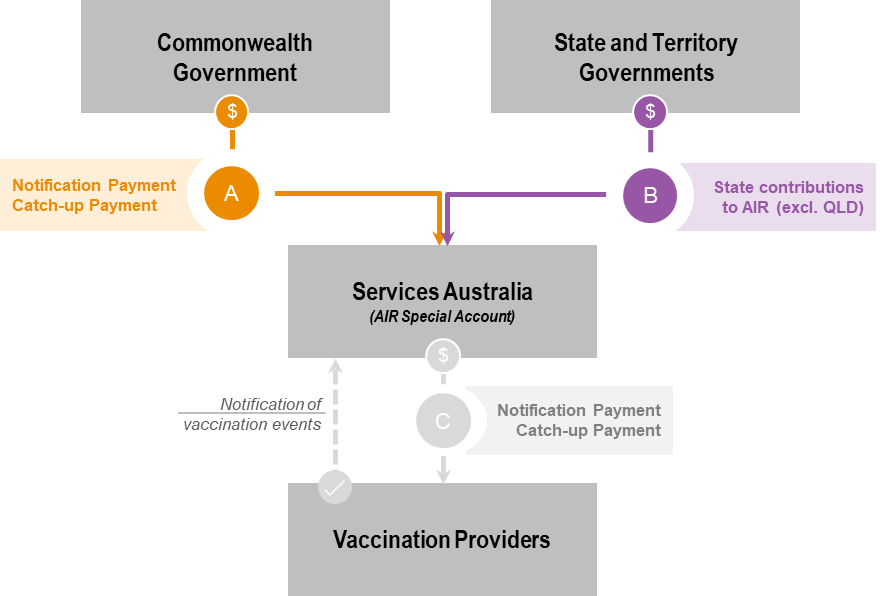 Commonwealth
Government
State and Territory
Governments
$
$
Notification Payment
Catch-up Payment
A
B
State contributions
to AIR (excl. QLD)
Services Australia
(AIR Special Account)
$
Notification of
vaccination events
C
Notification Payment
Catch-up Payment
Vaccination Providers